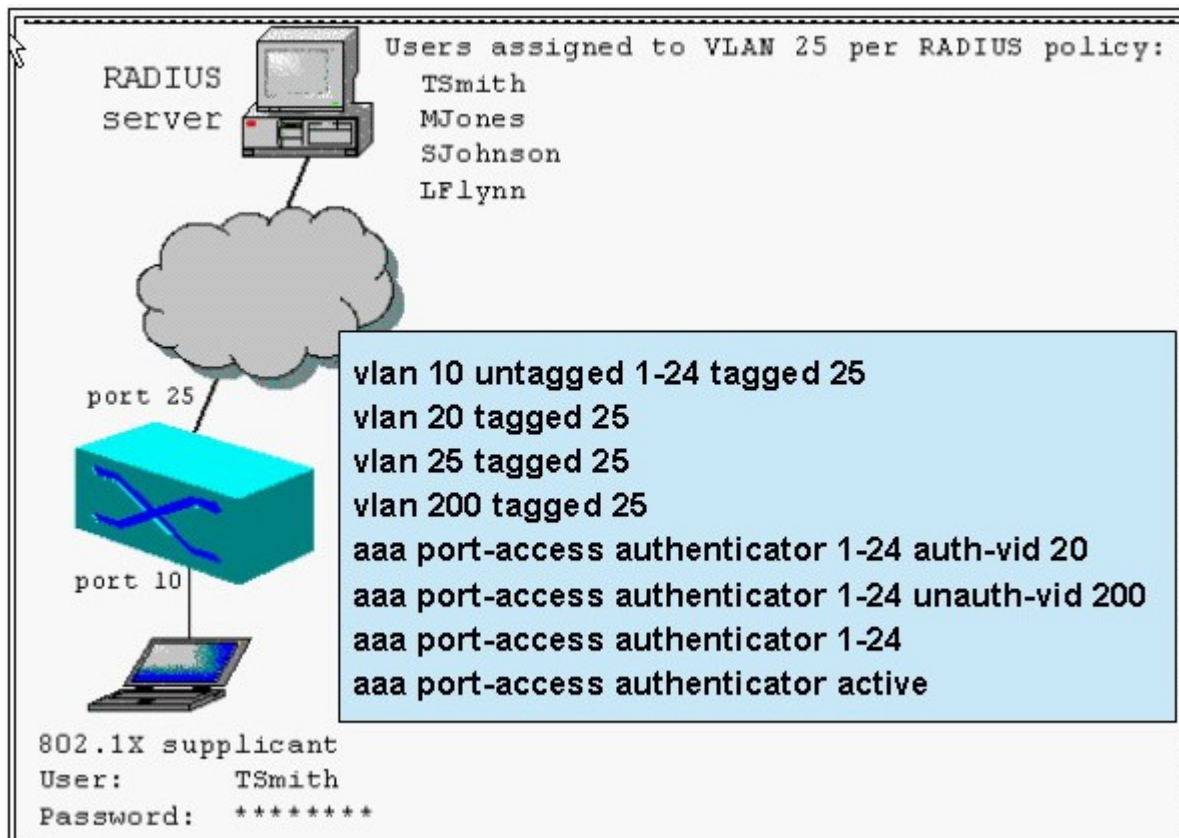 RADIUS
server
Users assigned to VLAN 25 per RADIUS policy:
TSmith
MJones
SJohnson
LFlynn
port 25
vlan 10 untagged 1-24 tagged 25
vlan 20 tagged 25
vlan 25 tagged 25
vlan 200 tagged 25
aaa port-access authenticator 1-24 auth-vid 20
aaa port-access authenticator 1-24 unauth-vid 200
aaa port-access authenticator 1-24
aaa port-access authenticator active
port 10
802.1X supplicant
User: TSmith
Password: ********